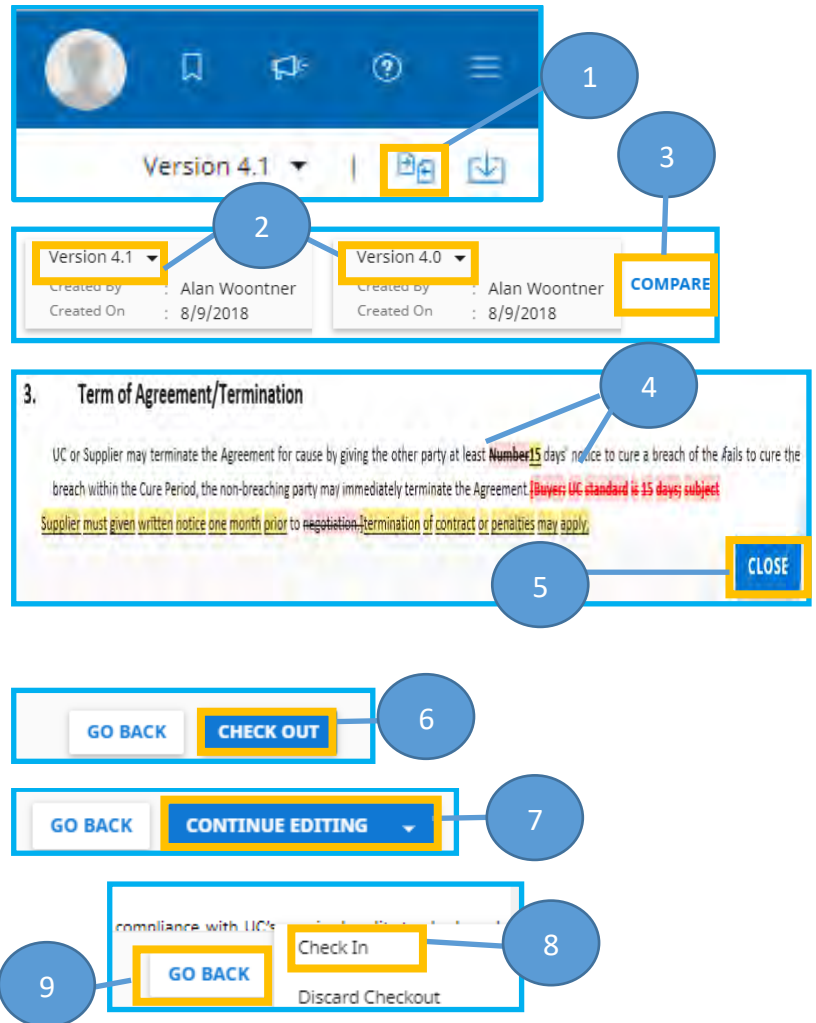 1
Version 4.1
3
2
Version 4.1
Version 4.0
COMPARE
Created By : Alan Woontner
Created By : Alan Woontner
Created On : 8/9/2018
Created On : 8/9/2018
4
3. Term of Agreement/Termination
UC or Supplier may terminate the Agreement for cause by giving the other party at least Number15 days' notice to cure a breach of the fails to cure the
breach within the Cure Period, the non-breaching party may immediately terminate the Agreement.[Buyer: UC standard is 15 days; subject
Supplier must given written notice one month prior to negotiation.]termination of contract or penalties may apply.
5
CLOSE
6
GO BACK CHECK OUT
7
GO BACK CONTINUE EDITING
compliance with UC's
8
Check In
9
GO BACK
Discard Checkout